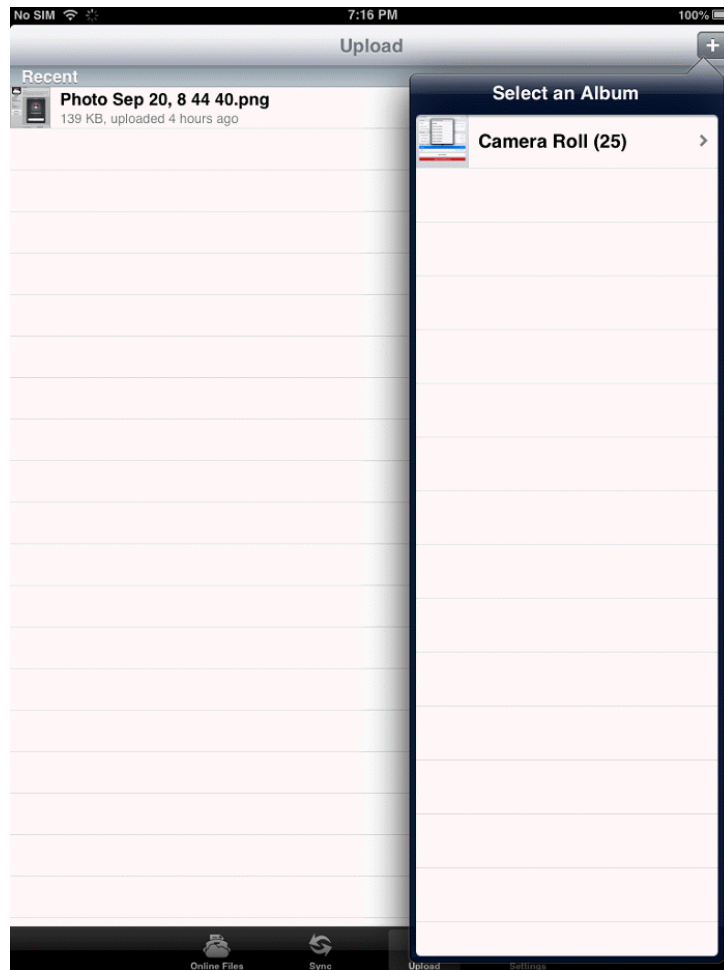 No SIM 7:16 PM 100%
Upload
+
Recent
Photo Sep 20, 8 44 40.png
139 KB, uploaded 4 hours ago
Select an Album
Camera Roll (25)
Online Files Sync Upload Settings